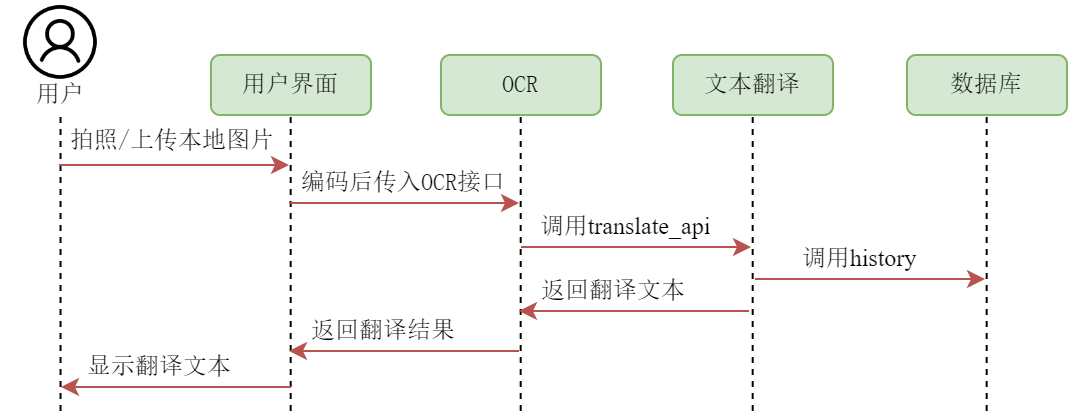 用户
用户界面
OCR
文本翻译
数据库
拍照/上传本地图片
编码后传入OCR接口
调用translate_api
调用history
返回翻译文本
返回翻译结果
显示翻译文本